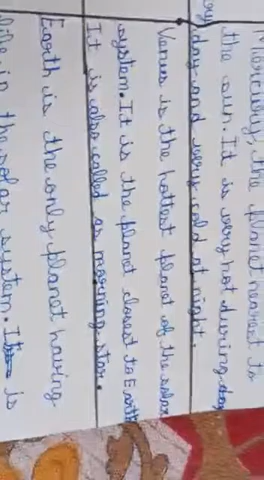 Mercury, the planet nearest to
the sun. It is very hot during day
day and very cold at night.
Venus is the hottest planet of the solar
system. It is the planet closest to Earth
It is also called as morning star.
Earth is the only planet having
life in the solar system. It is